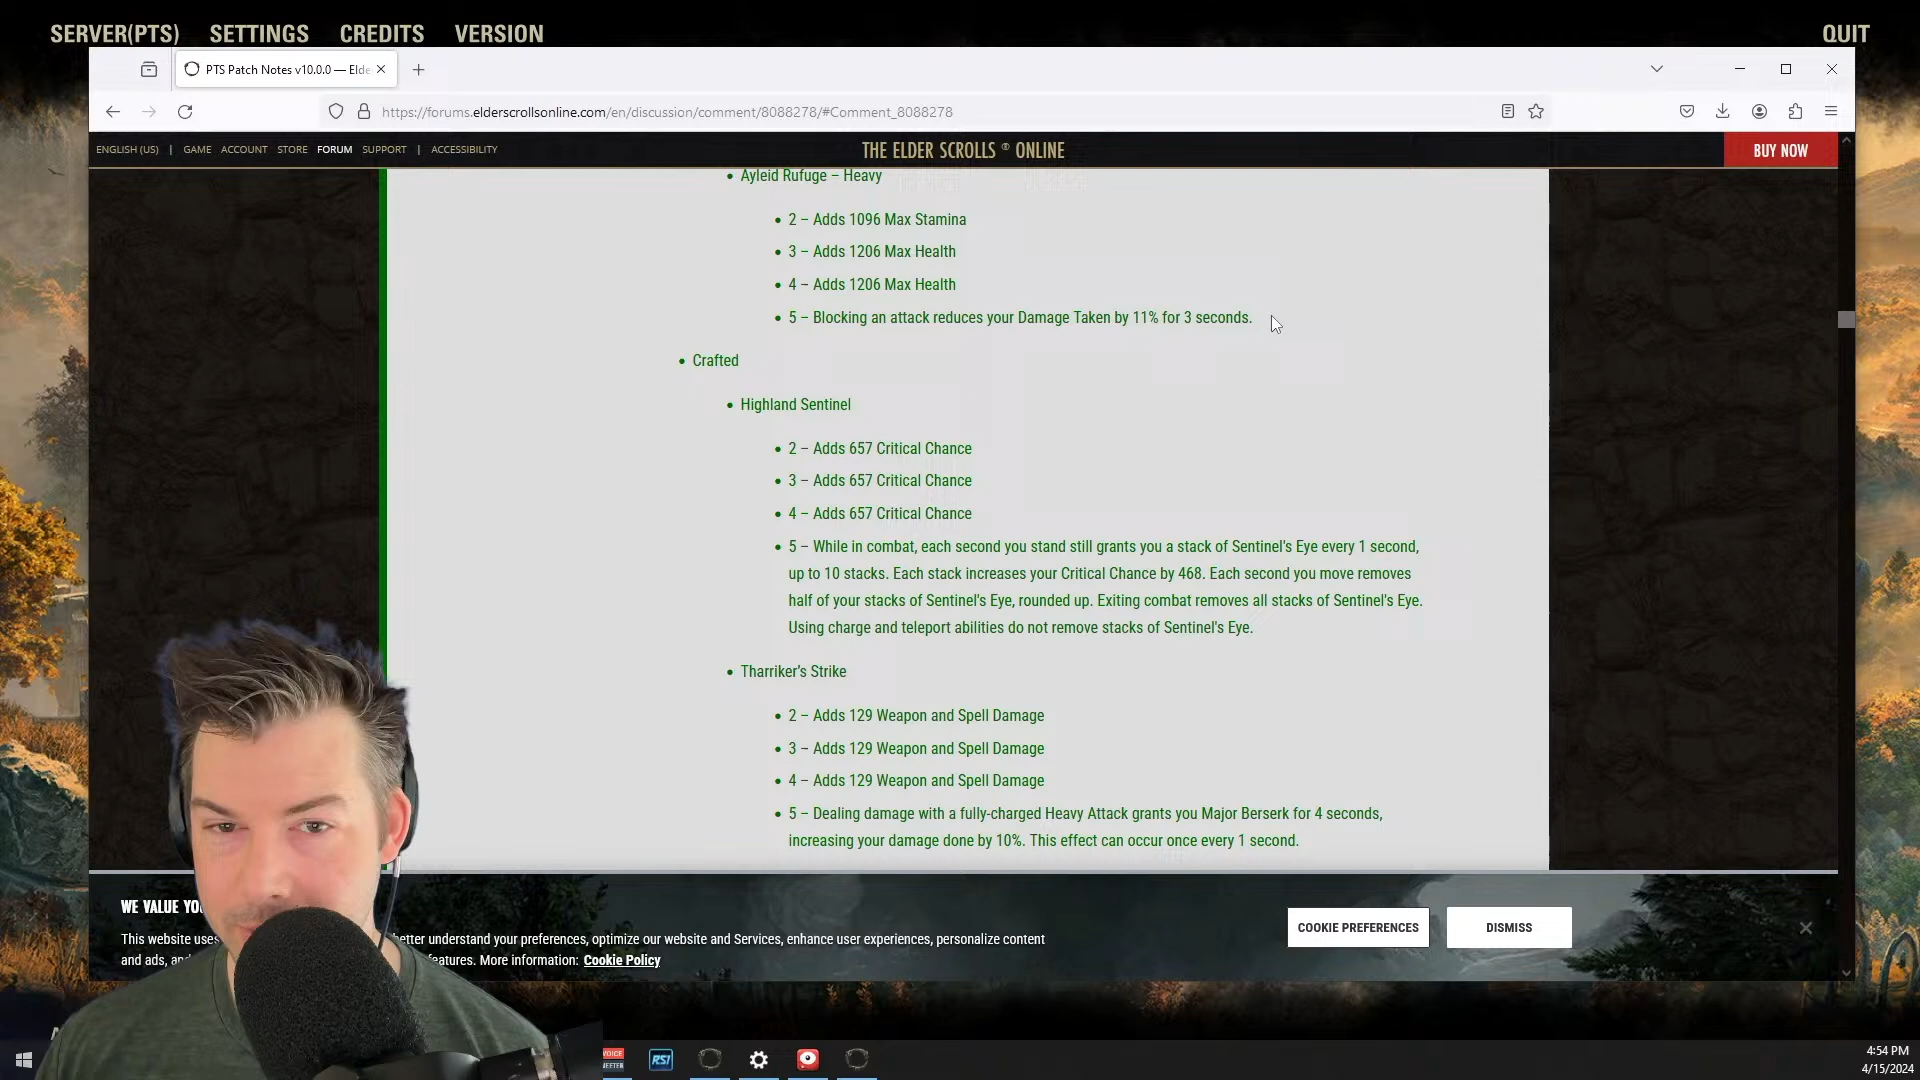 SERVER(PTS) SETTINGS CREDITS VERSION QUIT
PTS Patch Notes v10.0.0 — Elde
https://forums.elderscrollsonline.com/en/discussion/comment/8088278/#Comment_8088278
ENGLISH (US) | GAME ACCOUNT STORE FORUM SUPPORT | ACCESSIBILITY
THE ELDER SCROLLS ® ONLINE
BUY NOW
• Ayleid Rufuge – Heavy
• 2 – Adds 1096 Max Stamina
• 3 – Adds 1206 Max Health
• 4 – Adds 1206 Max Health
• 5 – Blocking an attack reduces your Damage Taken by 11% for 3 seconds.
• Crafted
• Highland Sentinel
• 2 – Adds 657 Critical Chance
• 3 – Adds 657 Critical Chance
• 4 – Adds 657 Critical Chance
• 5 – While in combat, each second you stand still grants you a stack of Sentinel's Eye every 1 second,
up to 10 stacks. Each stack increases your Critical Chance by 468. Each second you move removes
half of your stacks of Sentinel's Eye, rounded up. Exiting combat removes all stacks of Sentinel's Eye.
Using charge and teleport abilities do not remove stacks of Sentinel's Eye.
• Tharriker's Strike
• 2 – Adds 129 Weapon and Spell Damage
• 3 – Adds 129 Weapon and Spell Damage
• 4 – Adds 129 Weapon and Spell Damage
• 5 – Dealing damage with a fully-charged Heavy Attack grants you Major Berserk for 4 seconds,
increasing your damage done by 10%. This effect can occur once every 1 second.
WE VALUE YO
This website uses etter understand your preferences, optimize our website and Services, enhance user experiences, personalize content
and ads, an eatures. More information: Cookie Policy
COOKIE PREFERENCES
DISMISS
VOICE
MEETER
RSI
4:54 PM
4/15/2024